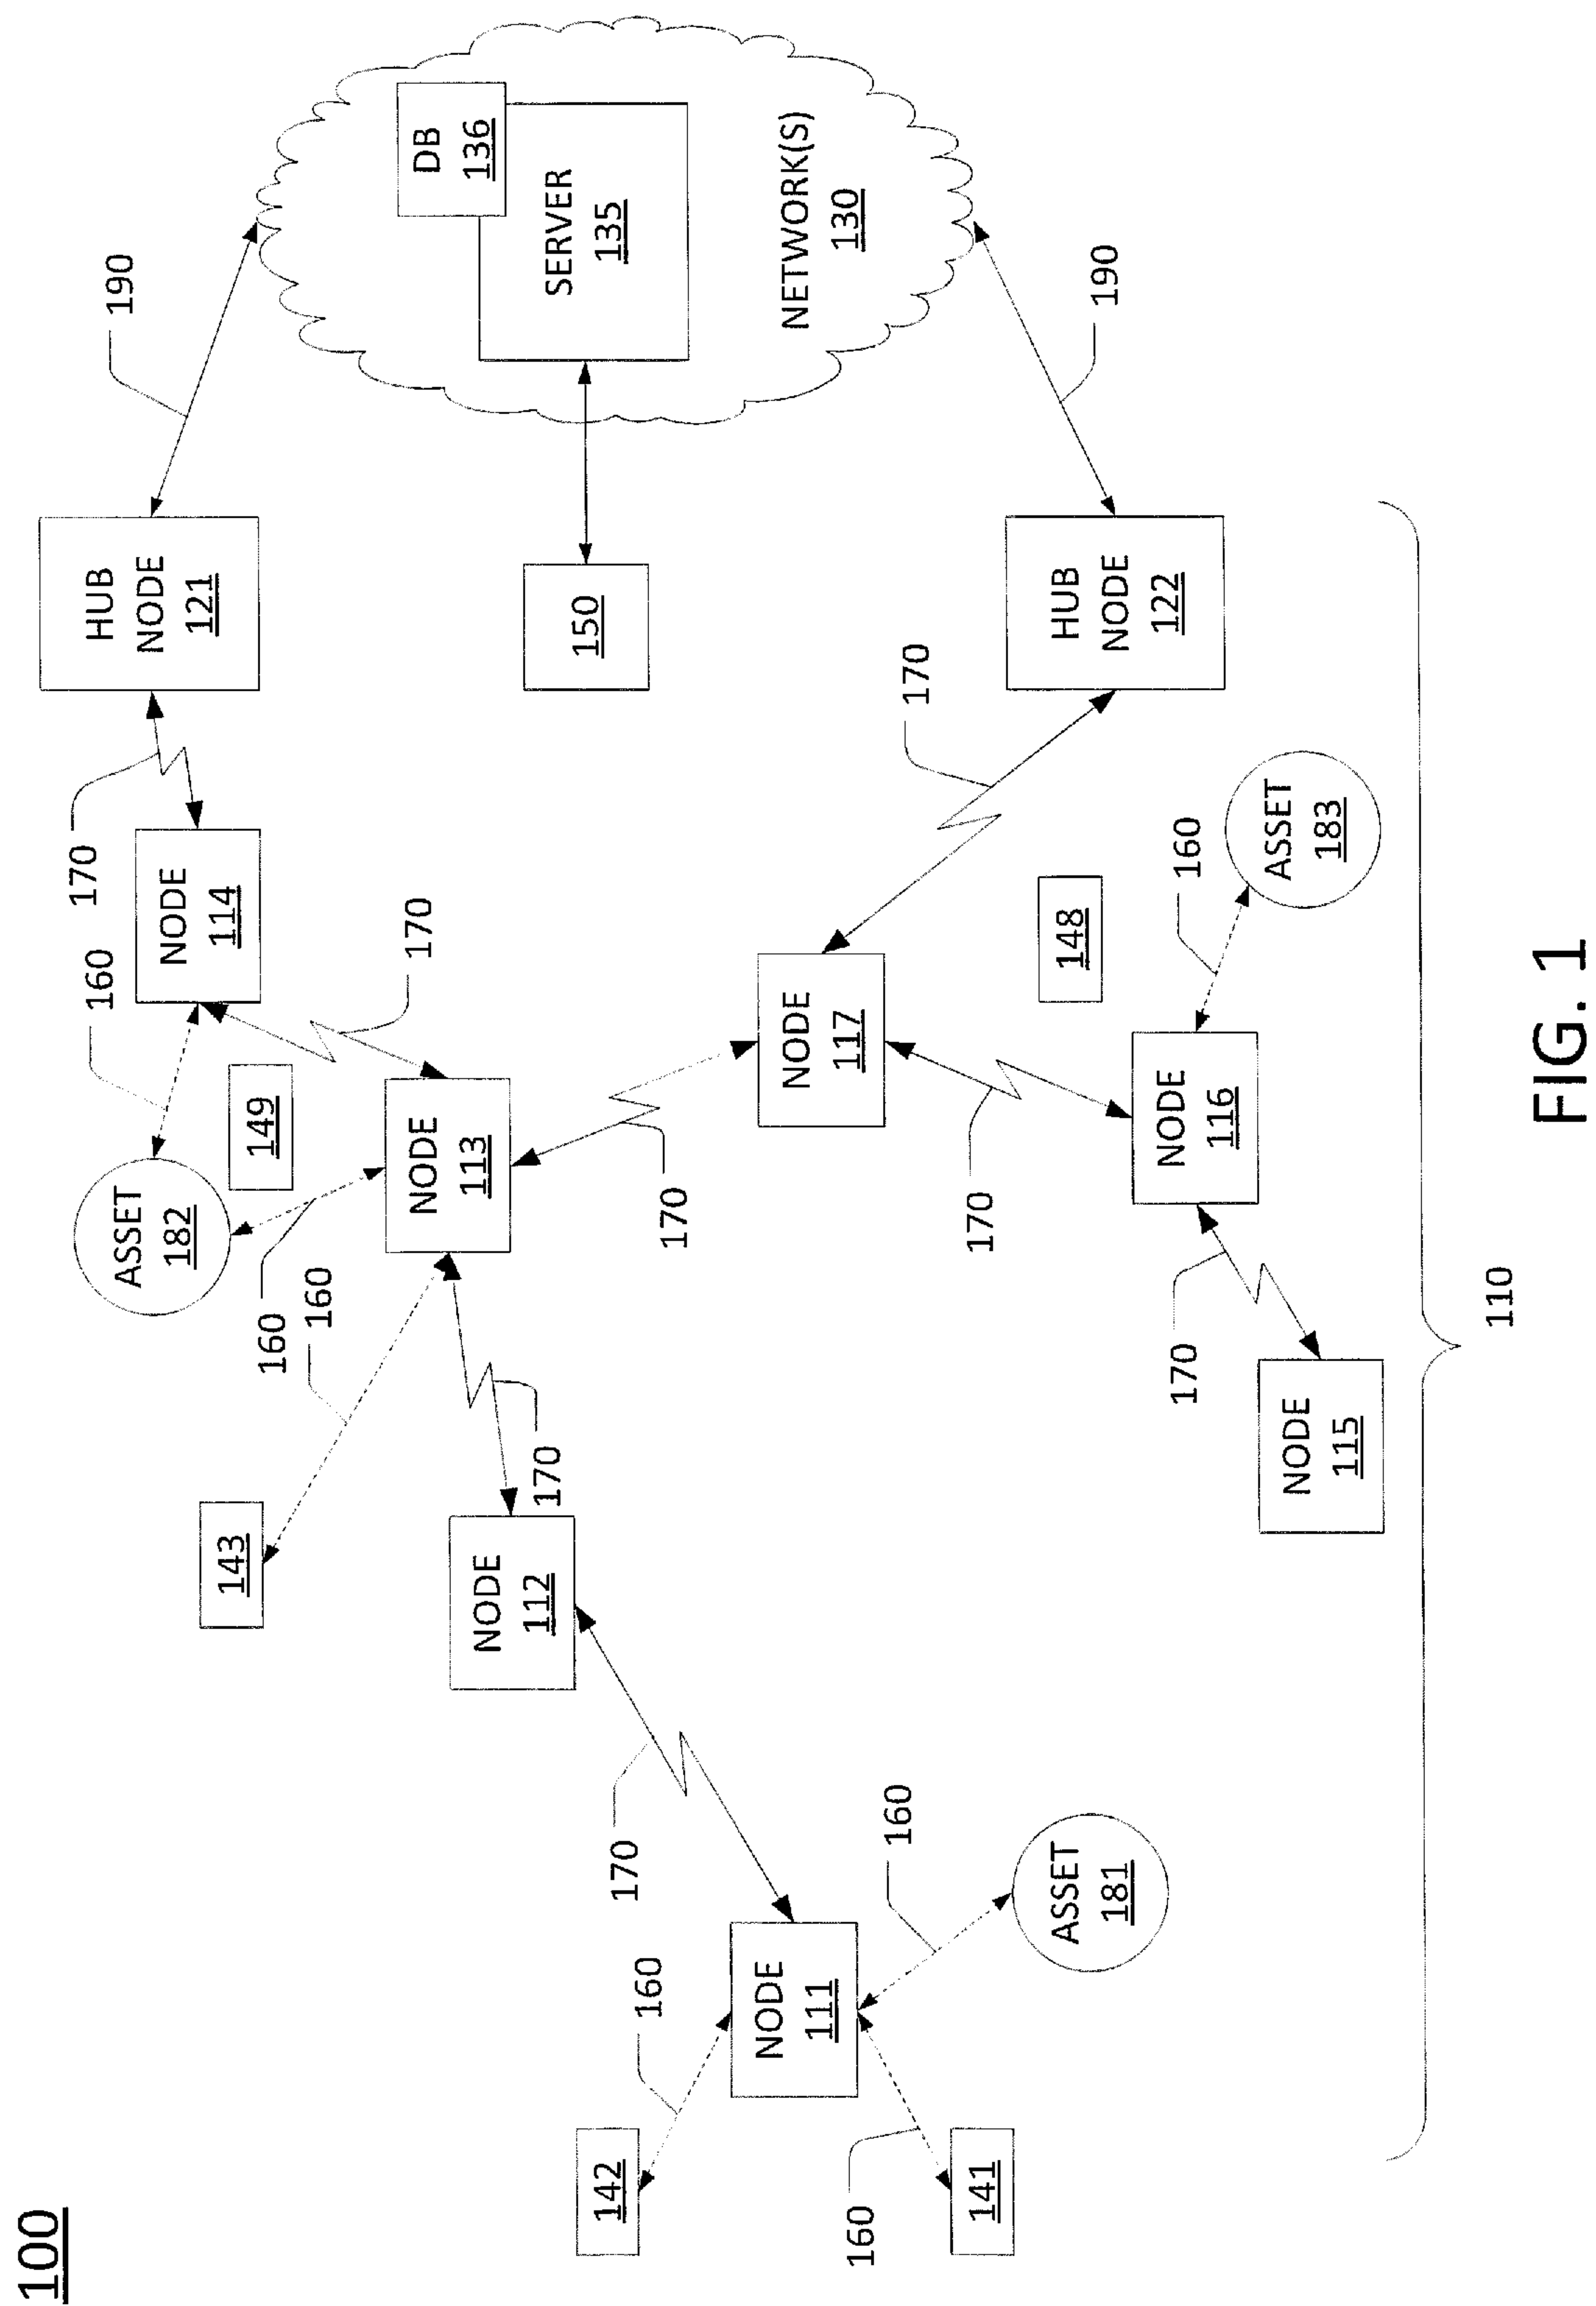 100
190
DB
136
SERVER
135
NETWORK(S)
130
190
HUB
NODE
121
150
HUB
NODE
122
170
NODE
114
160
170
149
ASSET
182
160
160
143
NODE
113
170
NODE
112
170
NODE
117
170
170
148
160
ASSET
183
NODE
116
170
NODE
115
170
142
160
NODE
111
160
ASSET
181
160
141
110
FIG. 1